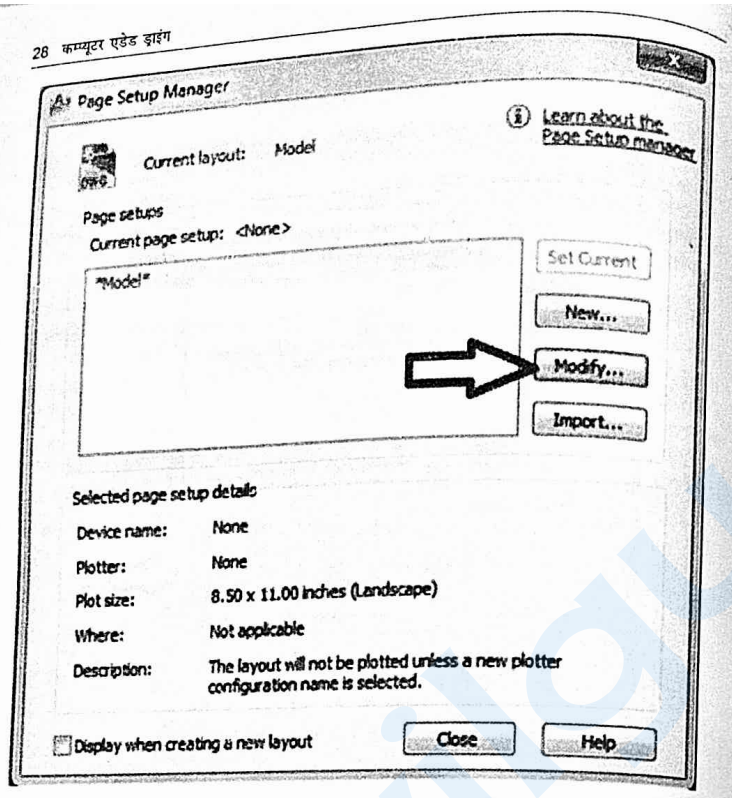 28 कम्प्यूटर एडेड ड्राइंग
Page Setup Manager
Learn about the
Page Setup manager
DWG
Current layout: Model
Page setups
Current page setup: <None>
*Model*
Set Current
New...
Modify...
Import...
Selected page setup details
Device name: None
Plotter: None
Plot size: 8.50 x 11.00 inches (Landscape)
Where: Not applicable
Description: The layout will not be plotted unless a new plotter
configuration name is selected.
Display when creating a new layout
Close
Help